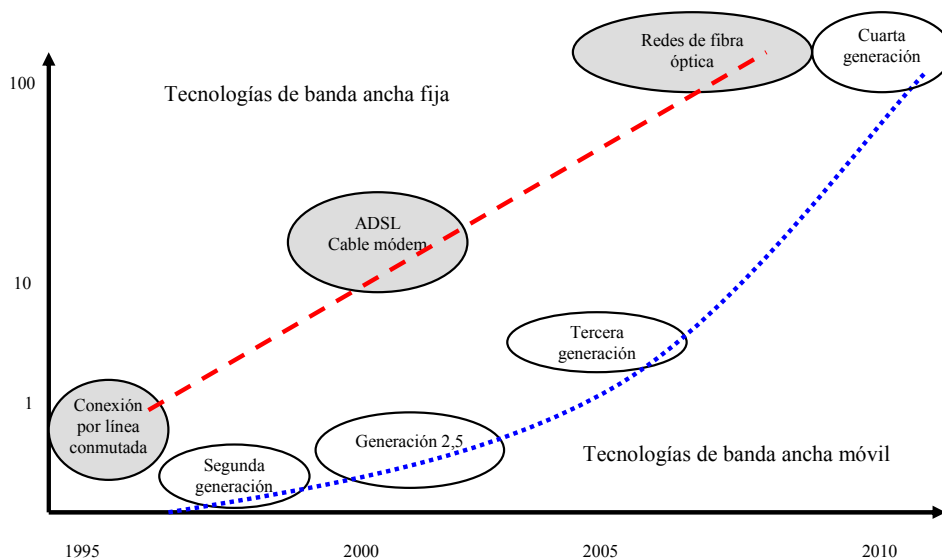 Redes de fibra
óptica
Cuarta
generación
100
Tecnologías de banda ancha fija
ADSL
Cable módem
10
Tercera
generación
1
Conexión
por línea
conmutada
Generación 2,5
Segunda
generación
Tecnologías de banda ancha móvil
1995
2000
2005
2010